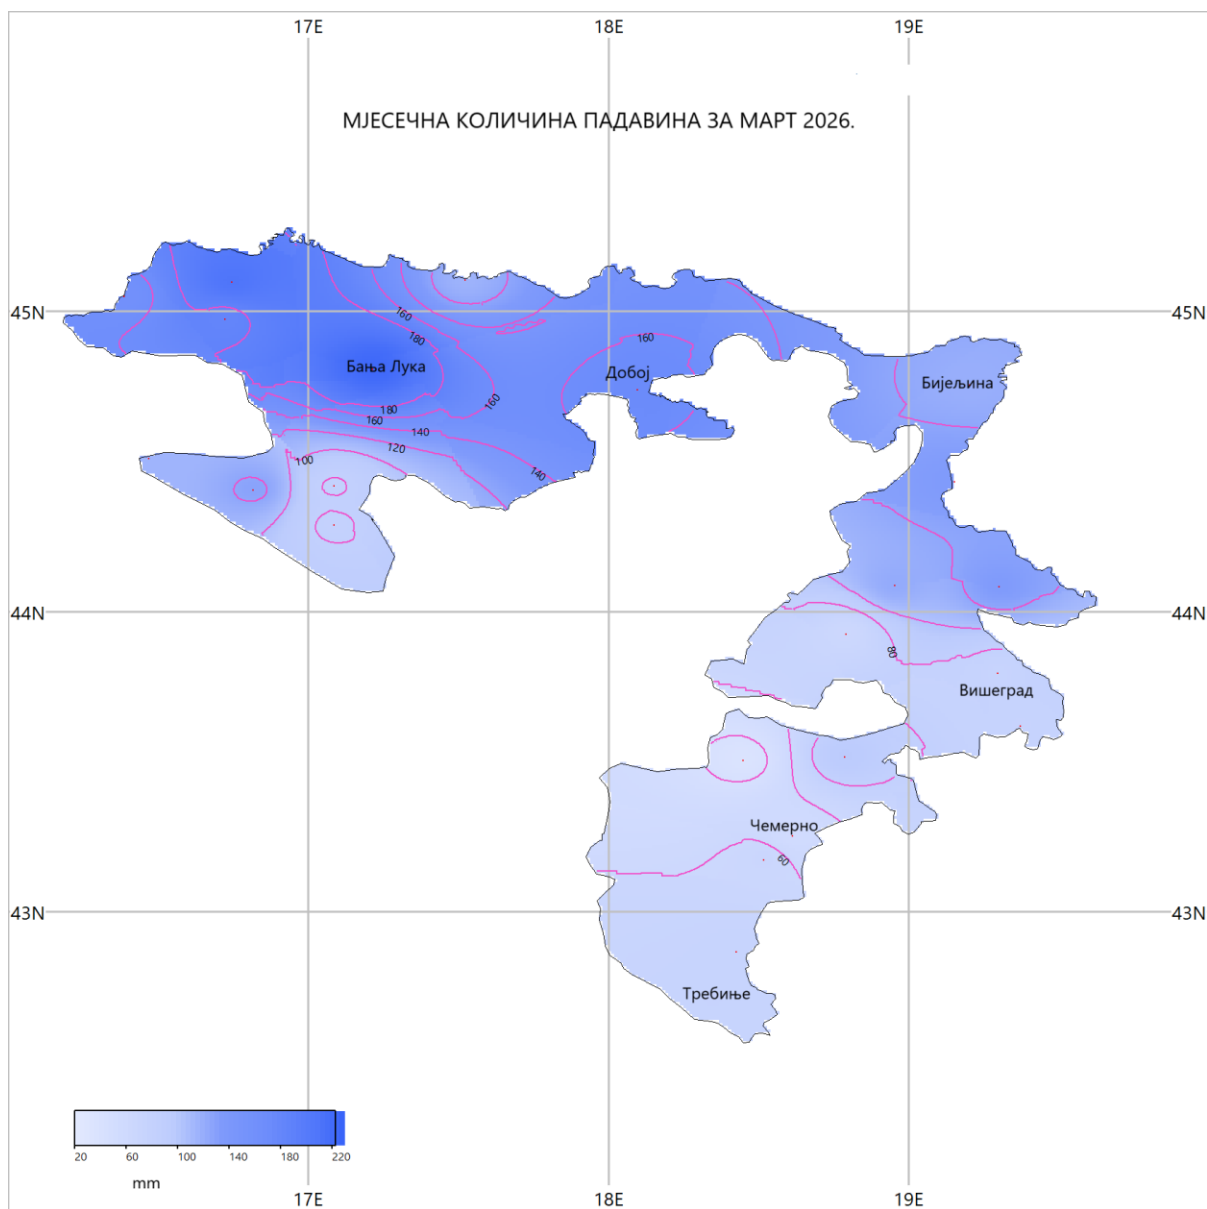 17E 18E 19E
МЈЕСЕЧНА КОЛИЧИНА ПАДАВИНА ЗА МАРТ 2026.
45N 45N
160
180
160
Бања Лука
Добој
Бијељина
180
160
160
140
120
100
140
44N 44N
80
Вишеград
Чемерно
60
43N 43N
Требиње
20 60 100 140 180 220
mm
17E 18E 19E